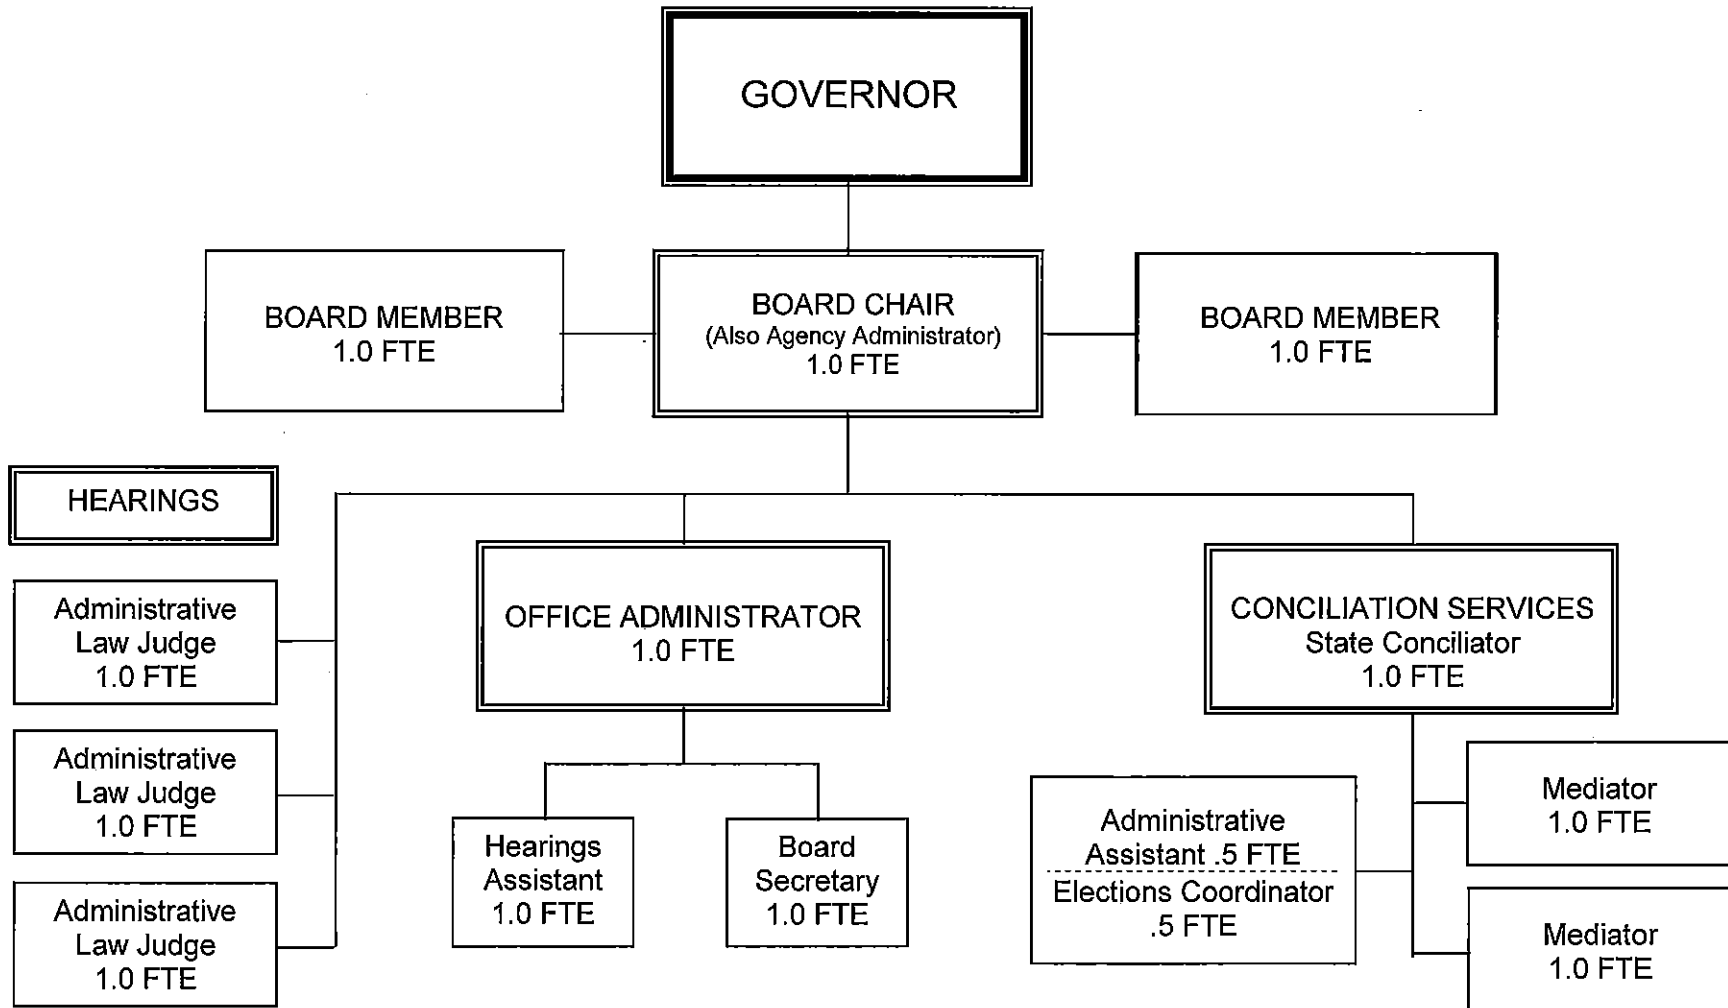 GOVERNOR
BOARD MEMBER
1.0 FTE
BOARD CHAIR
(Also Agency Administrator)
1.0 FTE
BOARD MEMBER
1.0 FTE
HEARINGS
Administrative
Law Judge
1.0 FTE
Administrative
Law Judge
1.0 FTE
Administrative
Law Judge
1.0 FTE
OFFICE ADMINISTRATOR
1.0 FTE
Hearings
Assistant
1.0 FTE
Board
Secretary
1.0 FTE
CONCILIATION SERVICES
State Conciliator
1.0 FTE
Administrative
Assistant .5 FTE
Elections Coordinator
.5 FTE
Mediator
1.0 FTE
Mediator
1.0 FTE